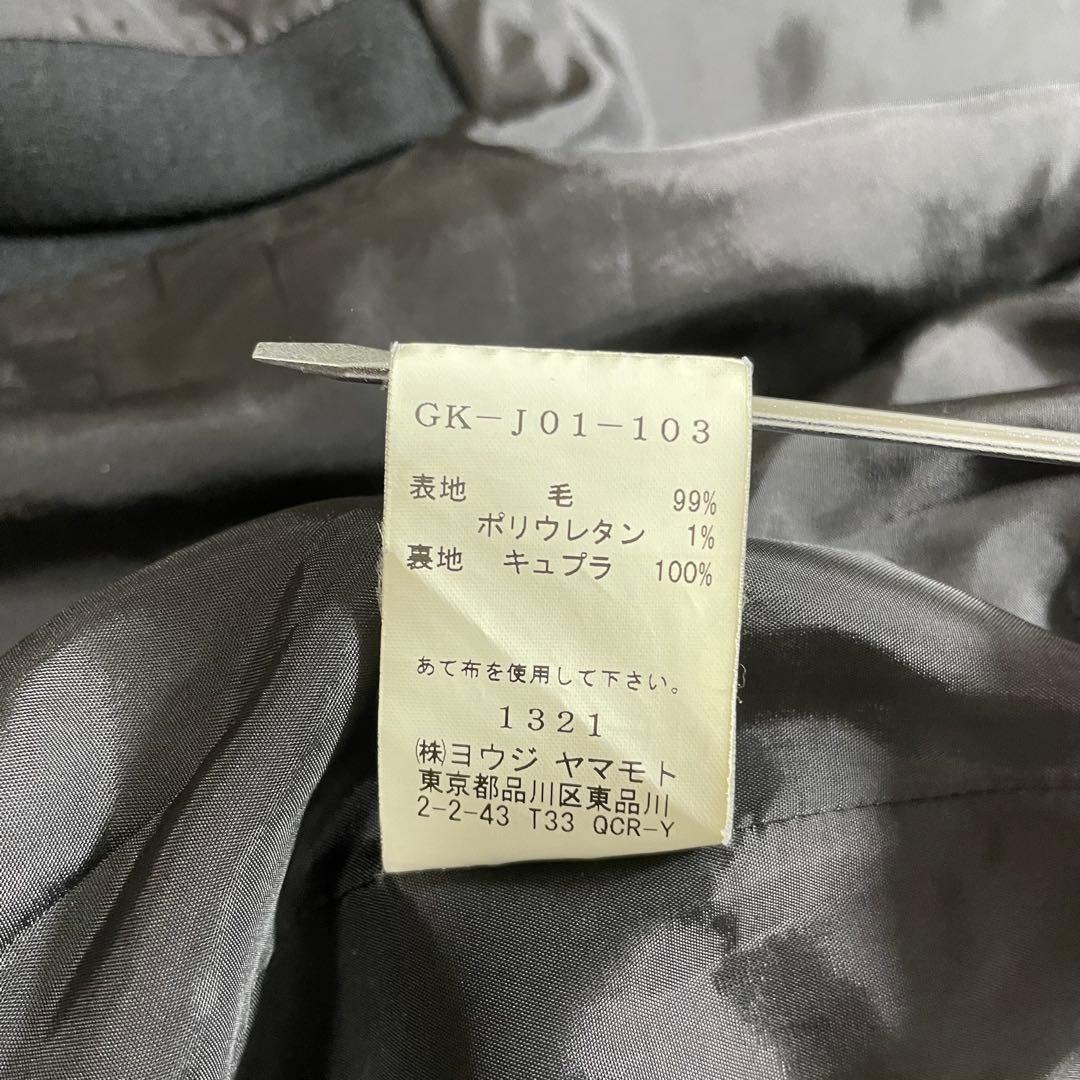 GK-J01-103
表地 毛 99%
ポリウレタン 1%
裏地 キュプラ 100%
あて布を使用して下さい。
1321
㈱ヨウジ ヤマモト
東京都品川区東品川
2-2-43 T33 QCR-Y